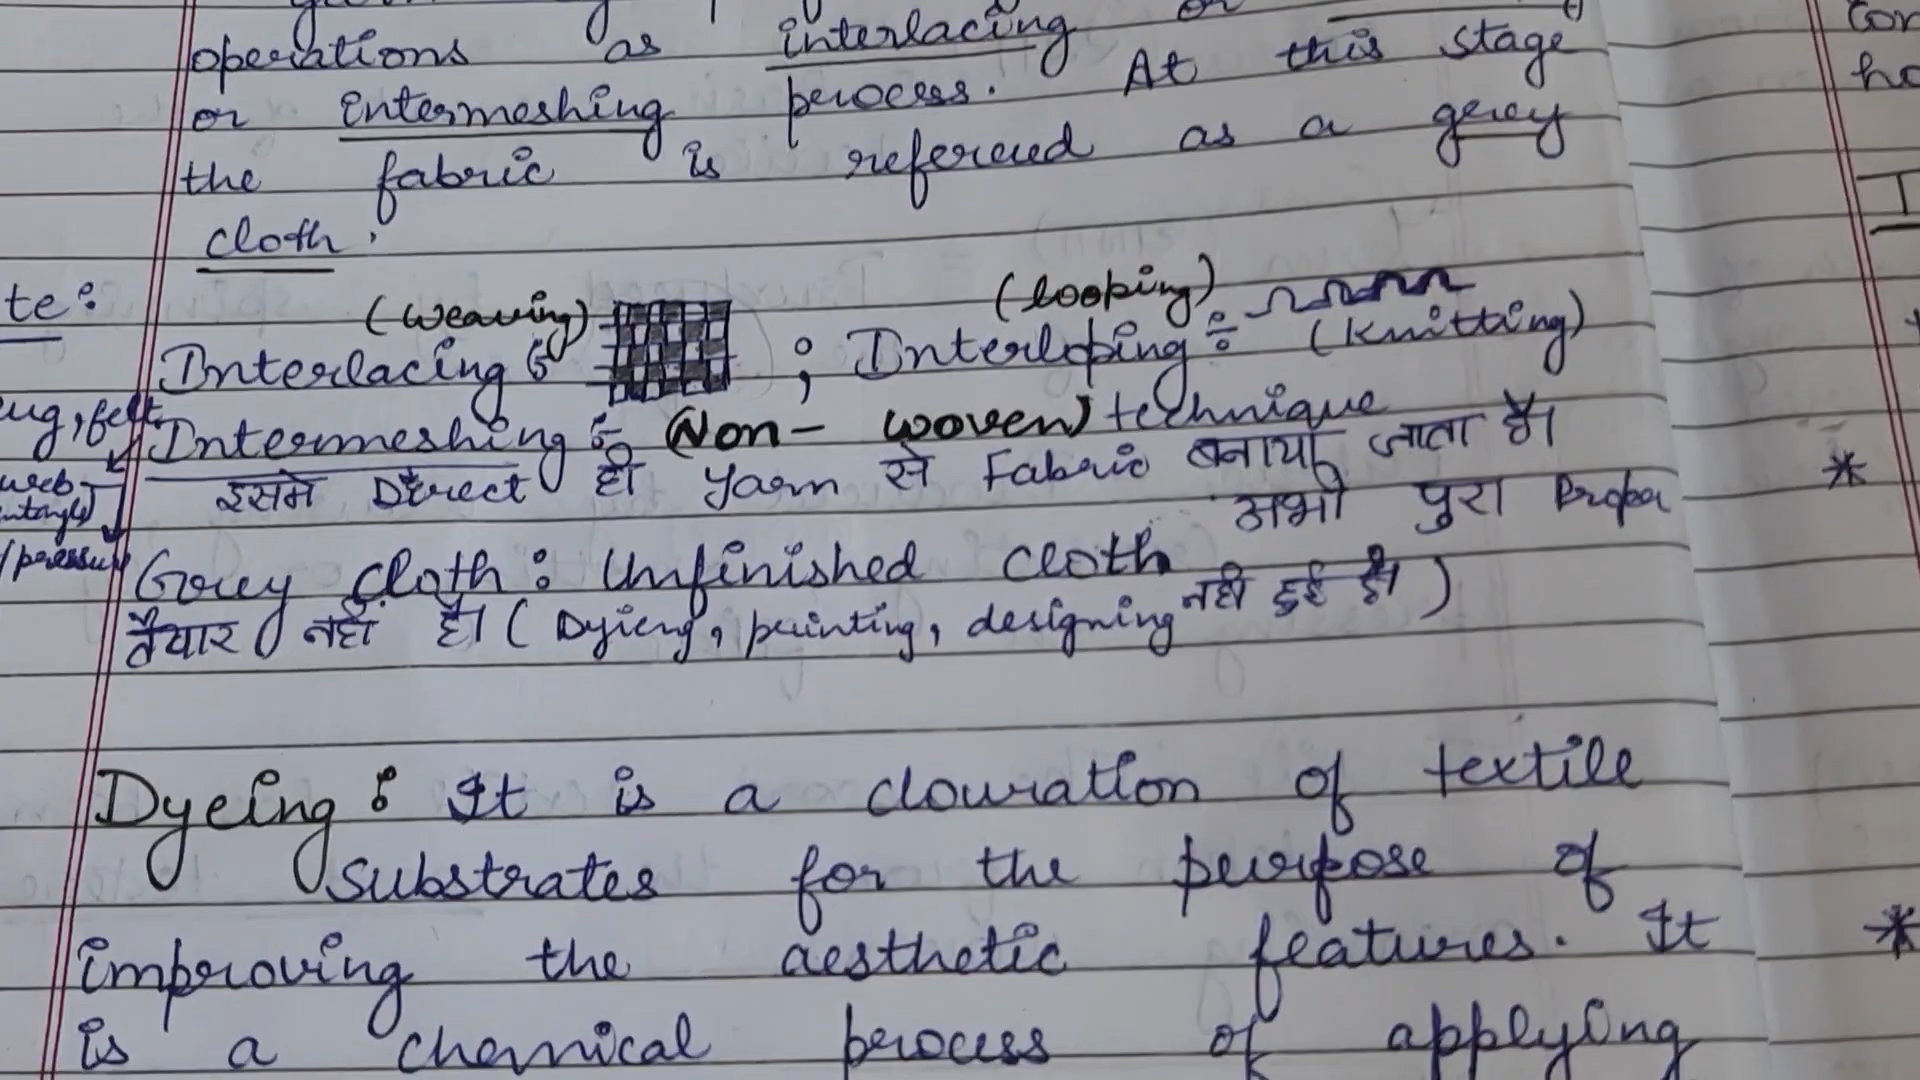 operations as interlacing or
or intermeshing process. At this stage
the fabric is referred as a grey
cloth.
te:
(weaving) (looping)
Interlacing : ; Interloping : (knitting)
Intermeshing : (Non-woven) technique
इसमे Direct ही yarn से Fabric बनाया जाता है।
Grey cloth : Unfinished cloth अभी पुरा Proper
तैयार नही है। (Dyieng, printing, designing नही हुई है।)
Dyeing : It is a clouration of textile
substrates for the purpose of
improving the aesthetic features. It
is a chemical process of applying